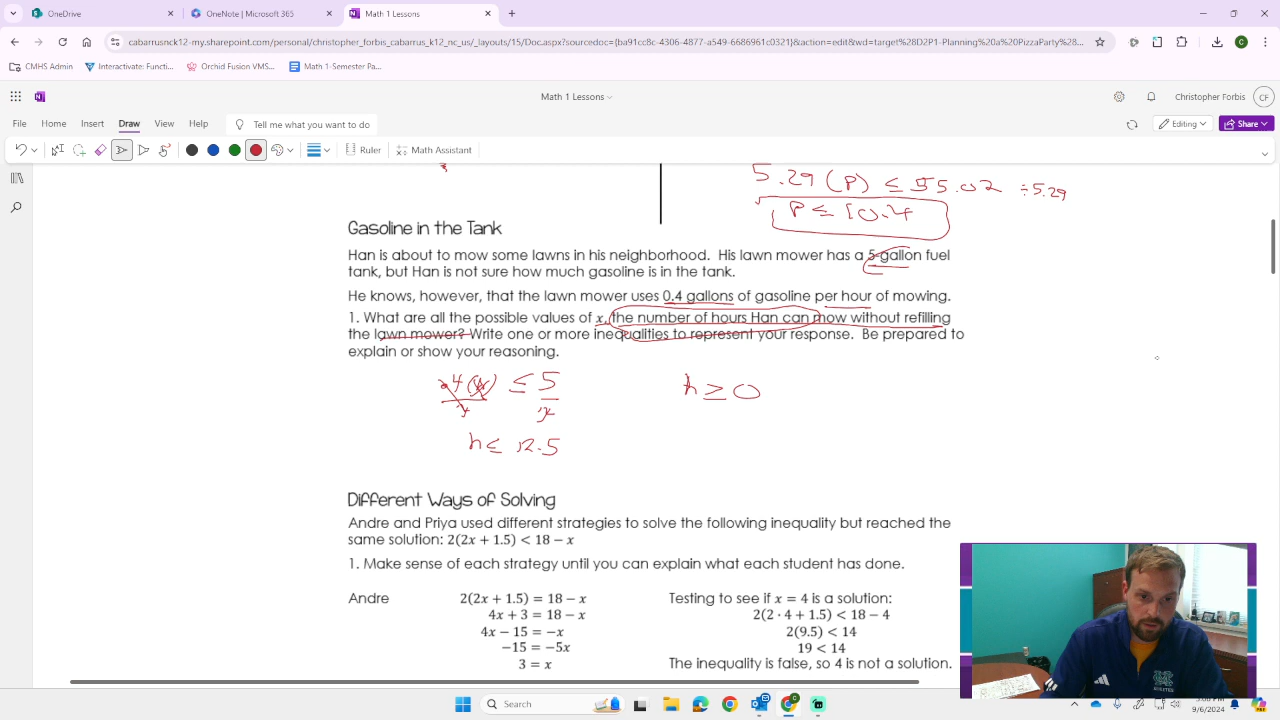 OneDrive
OneNote | Microsoft 365
Math 1 Lessons
cabarrusnck12-my.sharepoint.com/personal/christopher_forbis_cabarrus_k12_nc_us/_layouts/15/Doc.aspx?sourcedoc={ba91cc8c-4306-4877-a549-6686961c0321}&action=edit&wd=target%28D2P1-Planning%20a%20PizzaParty%...
CMHS Admin
Interactivate: Functi...
Orchid Fusion VMS...
Math 1-Semester Pa...
Math 1 Lessons
Christopher Forbis
CF
File
Home
Insert
Draw
View
Help
Tell me what you want to do
Editing
Share
Ruler
Math Assistant
5.29 (P) ≤ 55.02 ÷5.29
P ≤ 10.4
Gasoline in the Tank
Han is about to mow some lawns in his neighborhood. His lawn mower has a 5-gallon fuel
tank, but Han is not sure how much gasoline is in the tank.
He knows, however, that the lawn mower uses 0.4 gallons of gasoline per hour of mowing.
1. What are all the possible values of x, the number of hours Han can mow without refilling
the lawn mower? Write one or more inequalities to represent your response. Be prepared to
explain or show your reasoning.
≤ 5
h ≥ 0
h ≤ 12.5
Different Ways of Solving
Andre and Priya used different strategies to solve the following inequality but reached the
same solution: 2(2x + 1.5) < 18 − x
1. Make sense of each strategy until you can explain what each student has done.
Andre
2(2x + 1.5) = 18 − x
4x + 3 = 18 − x
4x − 15 = −x
−15 = −5x
3 = x
Testing to see if x = 4 is a solution:
2(2 · 4 + 1.5) < 18 − 4
2(9.5) < 14
19 < 14
The inequality is false, so 4 is not a solution.
Search
9/6/2024